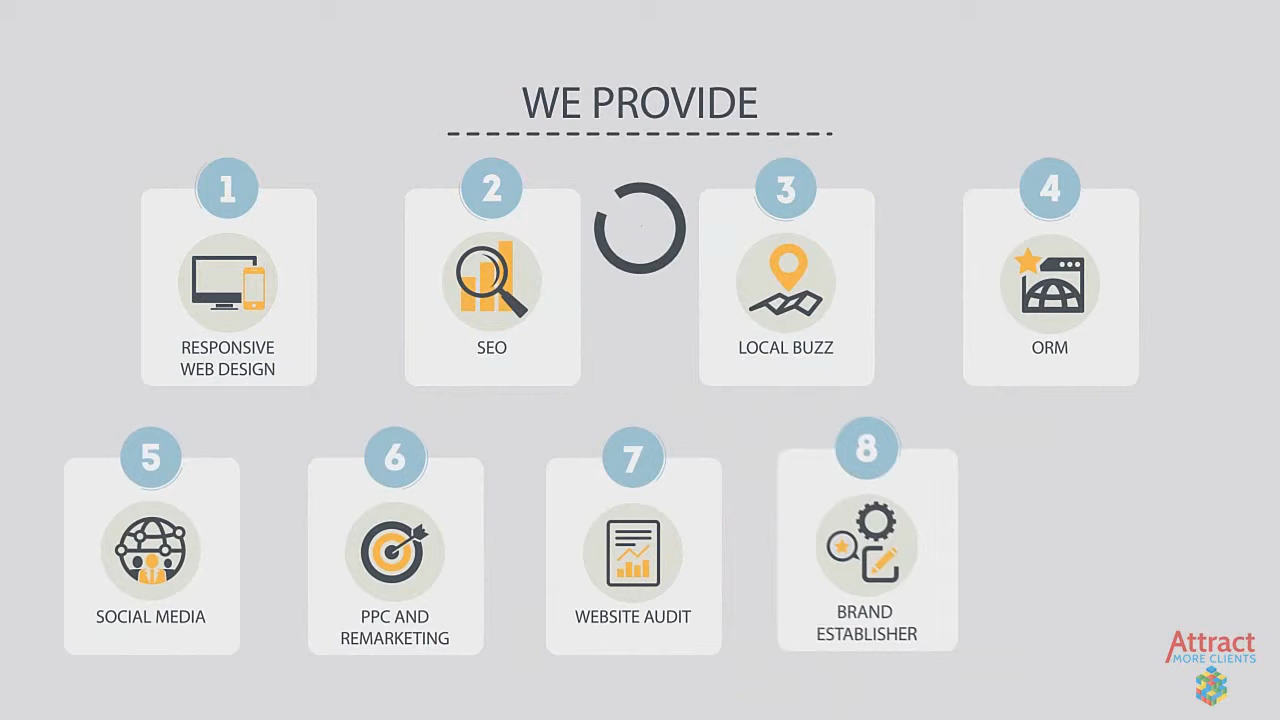 WE PROVIDE
1
2
3
4
RESPONSIVE
WEB DESIGN
SEO
LOCAL BUZZ
ORM
5
6
7
8
SOCIAL MEDIA
PPC AND
REMARKETING
WEBSITE AUDIT
BRAND
ESTABLISHER
Attract
MORE CLIENTS